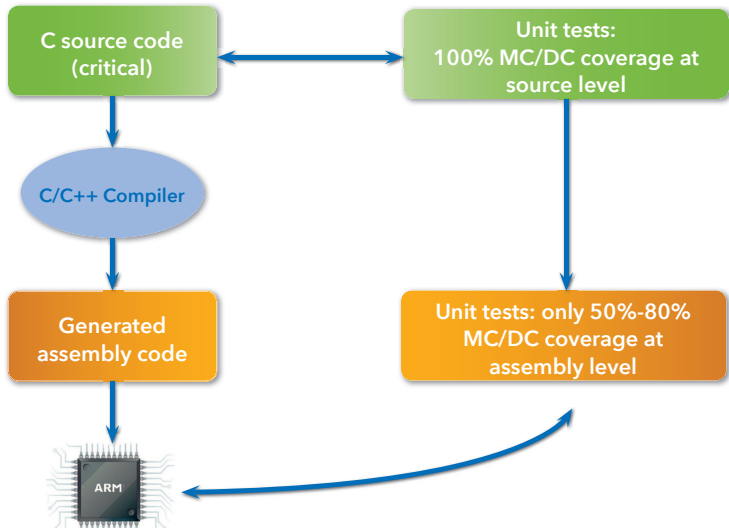 C source code
(critical)
Unit tests:
100% MC/DC coverage at
source level
C/C++ Compiler
Generated
assembly code
Unit tests: only 50%-80%
MC/DC coverage at
assembly level
ARM